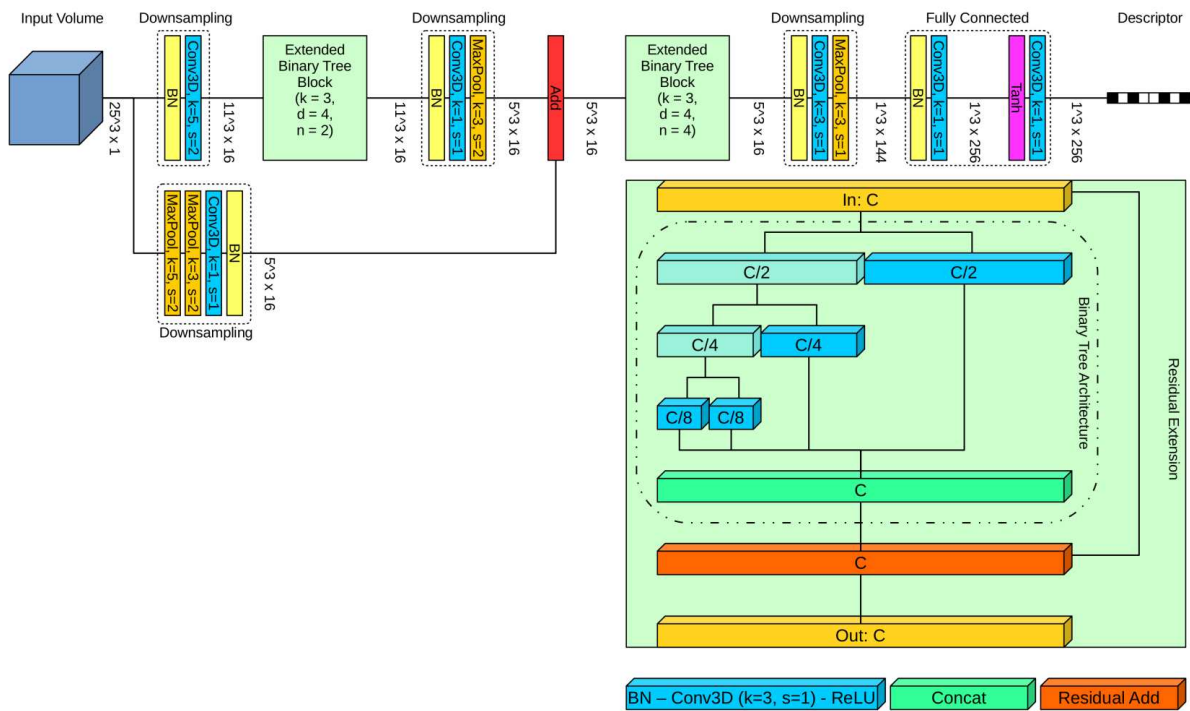 Input Volume
Downsampling
Downsampling
Downsampling
Fully Connected
Descriptor
25^3 x 1
BN
Conv3D, k=5, s=2
11^3 x 16
Extended
Binary Tree
Block
(k = 3,
d = 4,
n = 2)
11^3 x 16
BN
Conv3D, k=1, s=1
MaxPool, k=3, s=2
5^3 x 16
Add
5^3 x 16
Extended
Binary Tree
Block
(k = 3,
d = 4,
n = 4)
5^3 x 16
BN
Conv3D, k=3, s=1
MaxPool, k=3, s=1
1^3 x 144
BN
Conv3D, k=1, s=1
1^3 x 256
Tanh
Conv3D, k=1, s=1
1^3 x 256
MaxPool, k=5, s=2
MaxPool, k=3, s=2
Conv3D, k=1, s=1
BN
5^3 x 16
Downsampling
In: C
C/2
C/2
C/4
C/4
C/8
C/8
C
Binary Tree Architecture
Residual Extension
C
Out: C
BN – Conv3D (k=3, s=1) - ReLU
Concat
Residual Add